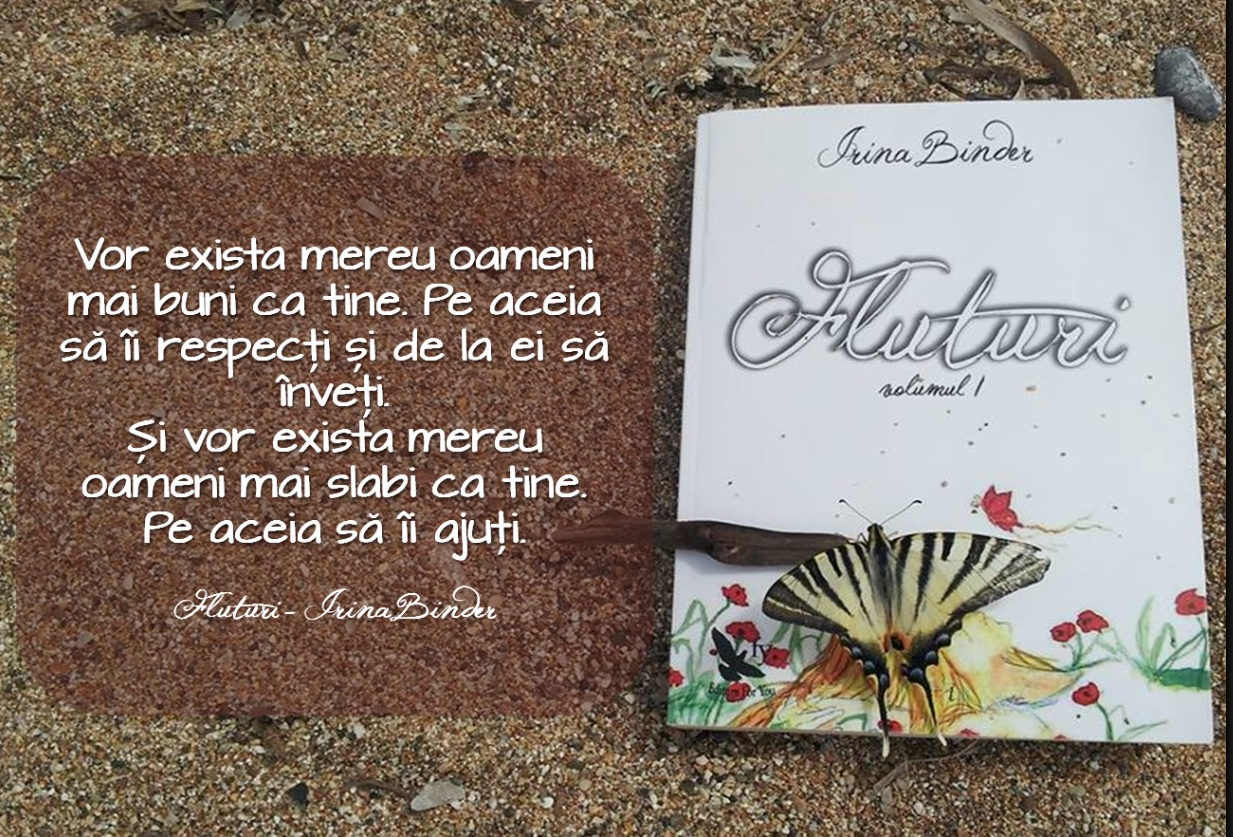 Vor exista mereu oameni
mai buni ca tine. Pe aceia
să îi respecți și de la ei să
înveți.
Și vor exista mereu
oameni mai slabi ca tine.
Pe aceia să îi ajuți.
Fluturi - Irina Binder
Irina Binder
Fluturi
volumul 1
fy
Editura For You